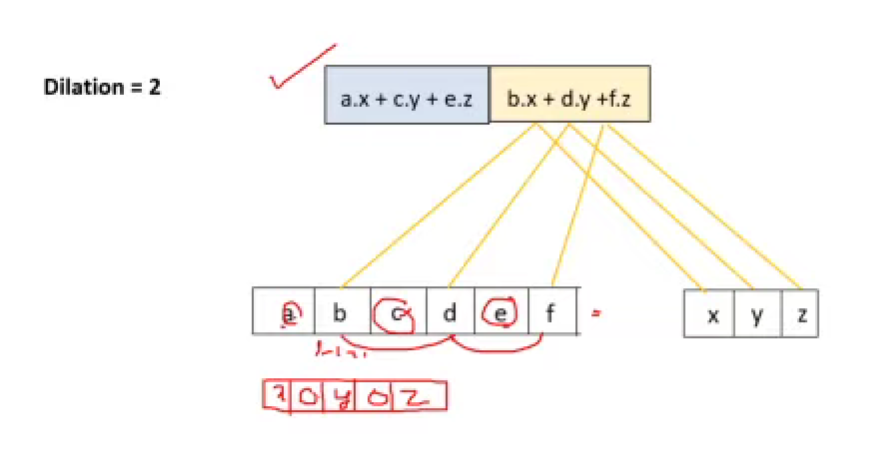 Dilation = 2
a.x + c.y + e.z b.x + d.y +f.z
a b c d e f = x y z
x 0 y 0 z